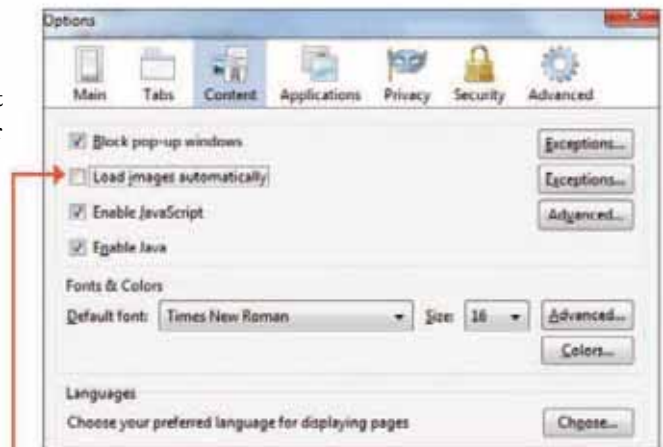 Options
Main Tabs Content Applications Privacy Security Advanced
Block pop-up windows Exceptions...
Load images automatically Exceptions...
Enable JavaScript Advanced...
Enable Java
Fonts & Colors
Default font: Times New Roman Size: 16 Advanced...
Colors...
Languages
Choose your preferred language for displaying pages Choose...